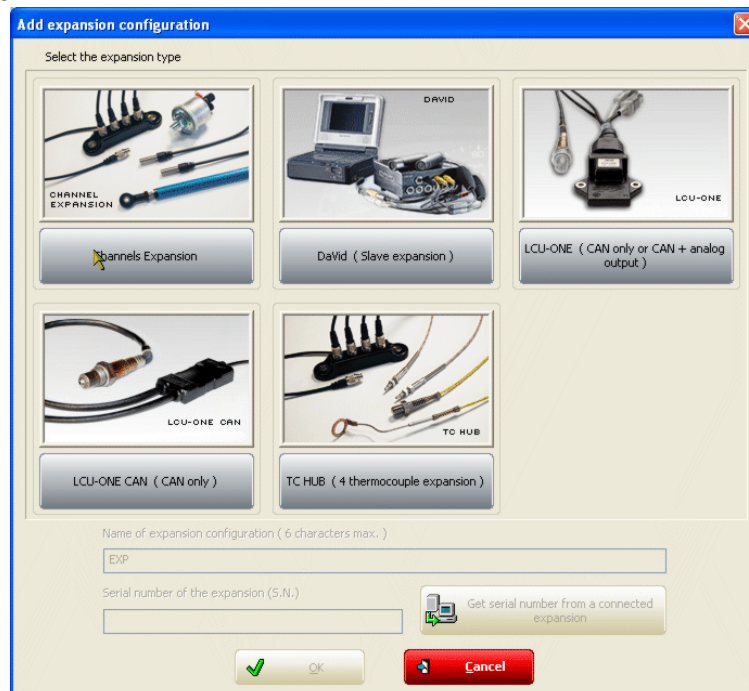 Add expansion configuration
Select the expansion type
CHANNEL
EXPANSION
DAVID
LCU-ONE
Channels Expansion
DaVid ( Slave expansion )
LCU-ONE ( CAN only or CAN + analog
output )
LCU-ONE CAN
TC HUB
LCU-ONE CAN ( CAN only )
TC HUB ( 4 thermocouple expansion )
Name of expansion configuration ( 6 characters max. )
EXP
Serial number of the expansion (S.N.)
Get serial number from a connected
expansion
OK
Cancel